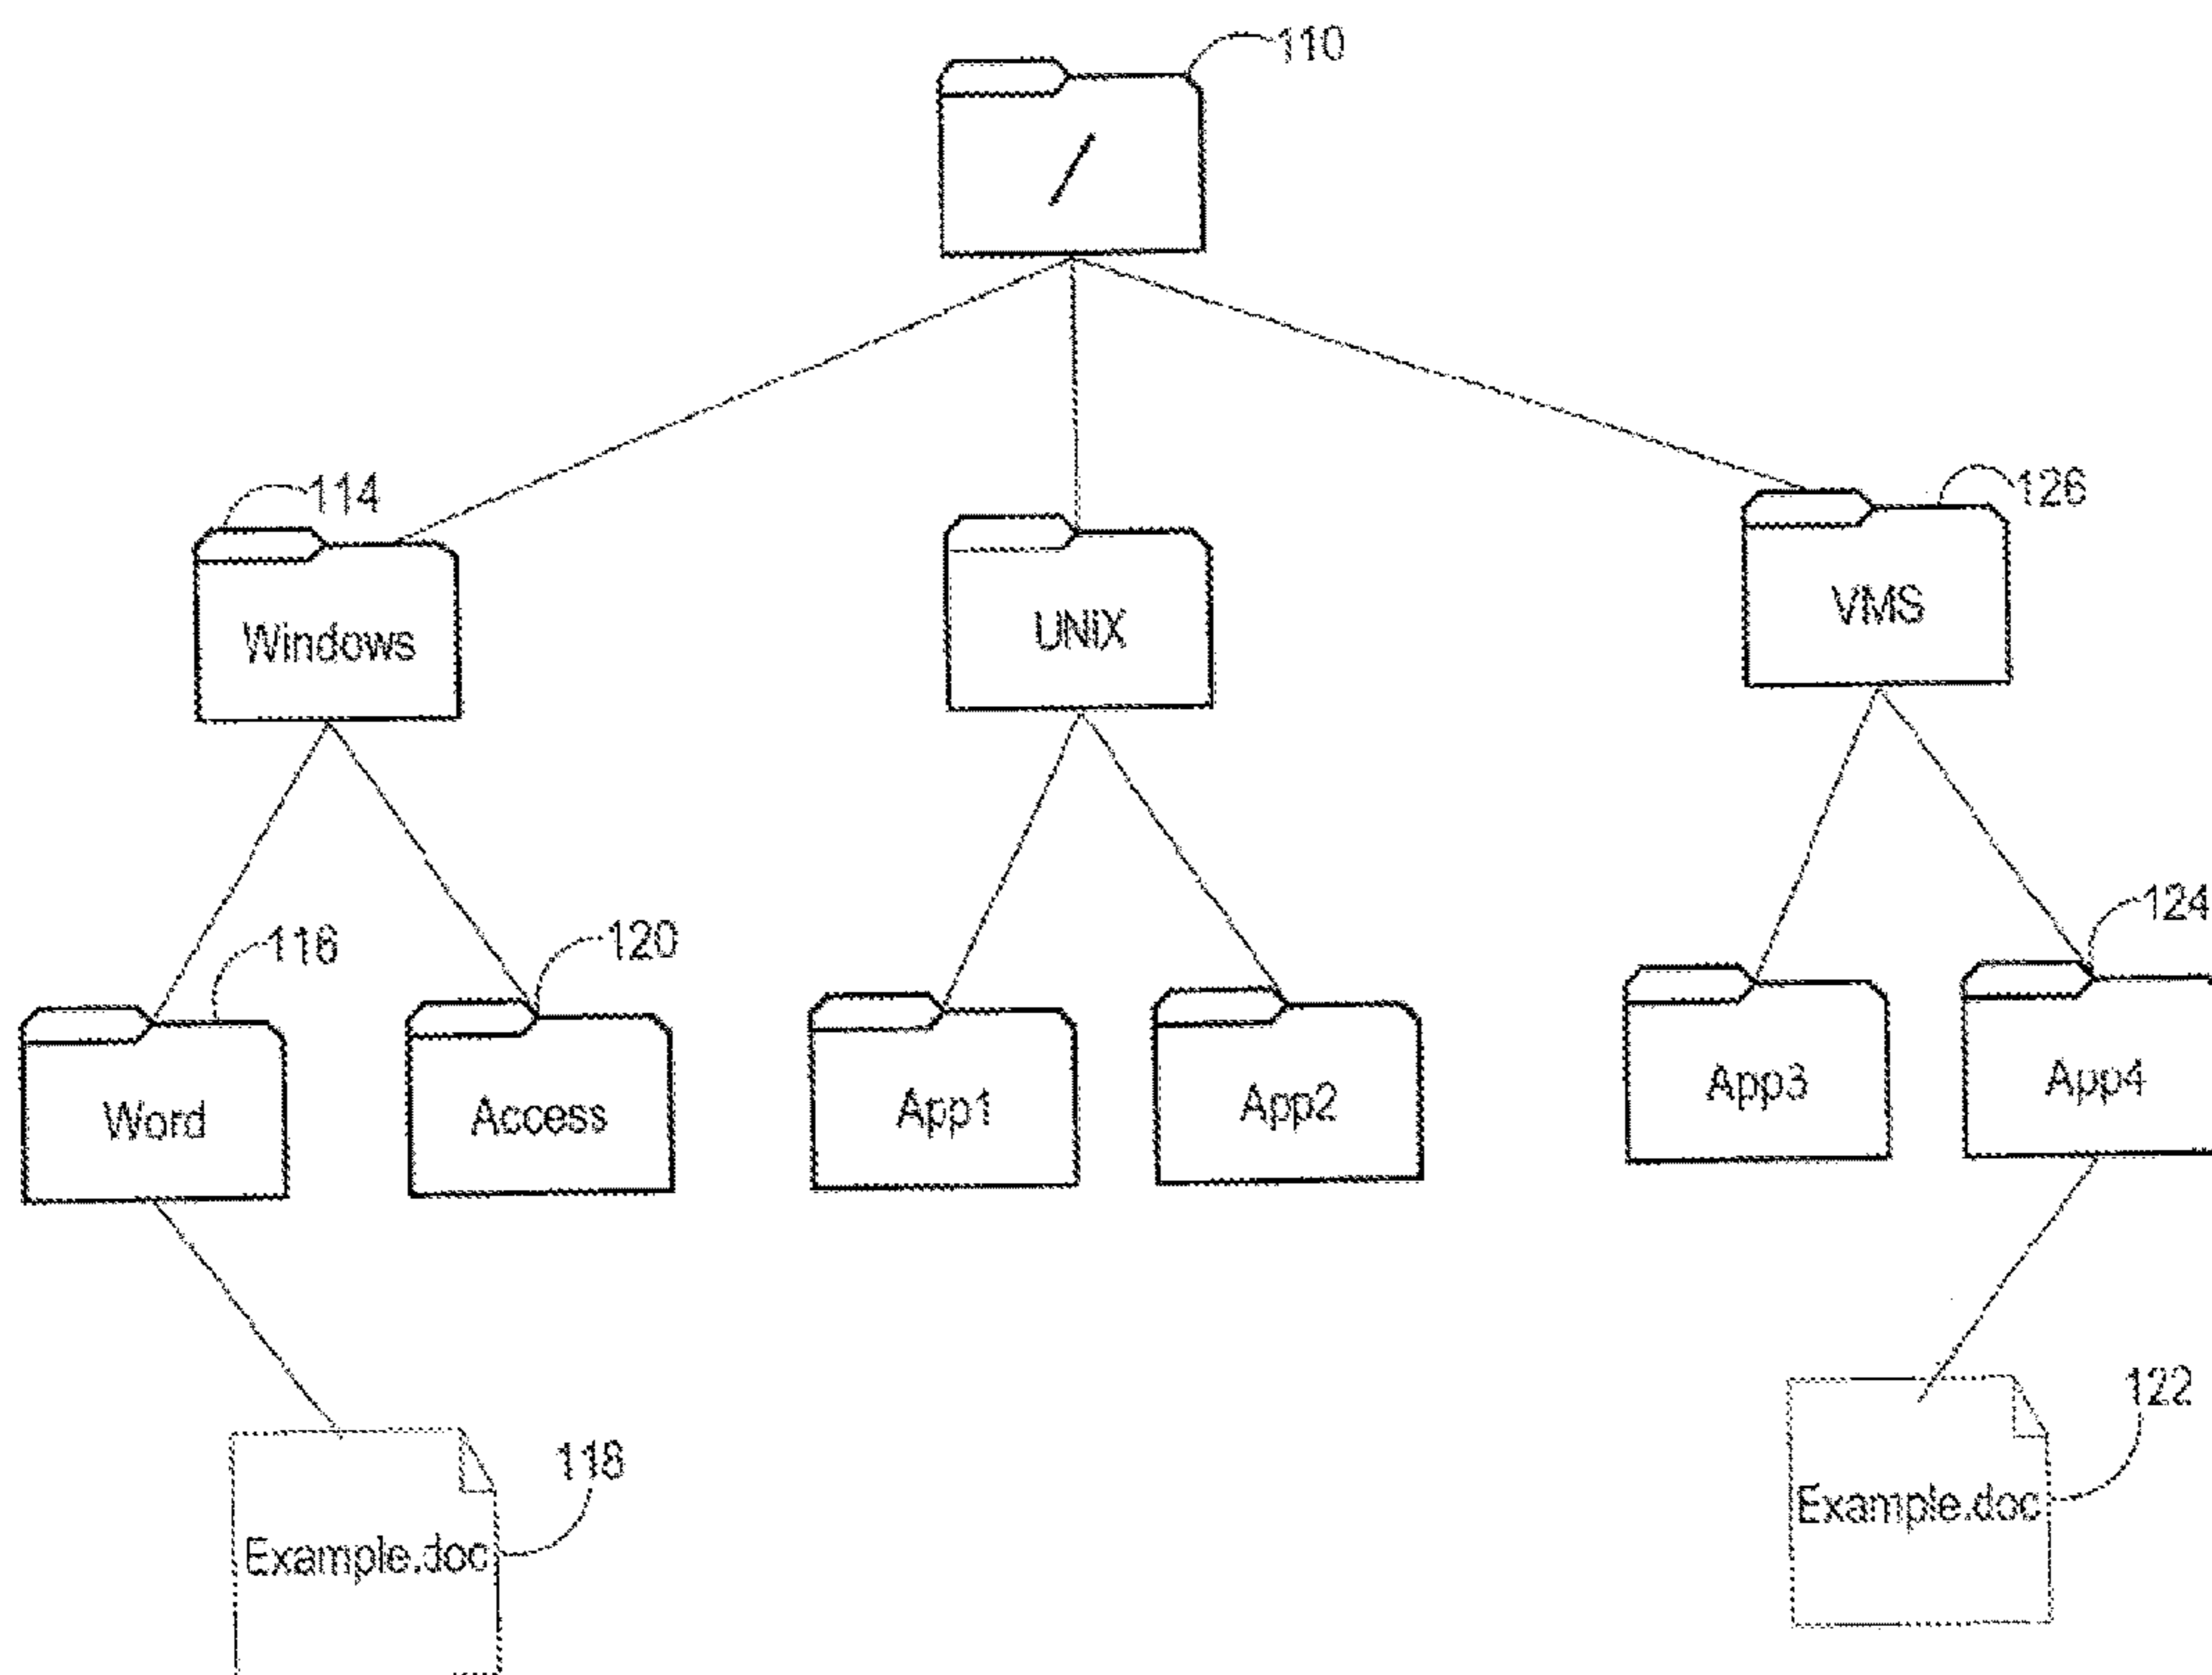 110
/
114
126
Windows
UNIX
VMS
116
120
124
Word
Access
App1
App2
App3
App4
118
122
Example.doc
Example.doc